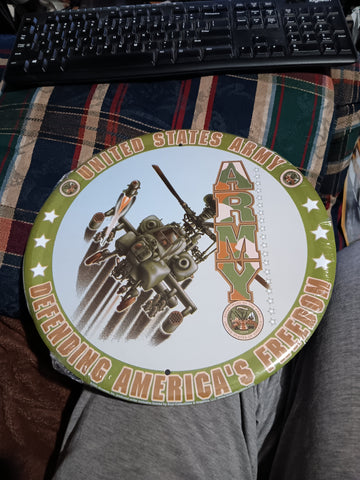 UNITED STATES ARMY
ARMY
DEFENDING AMERICA'S FREEDOM